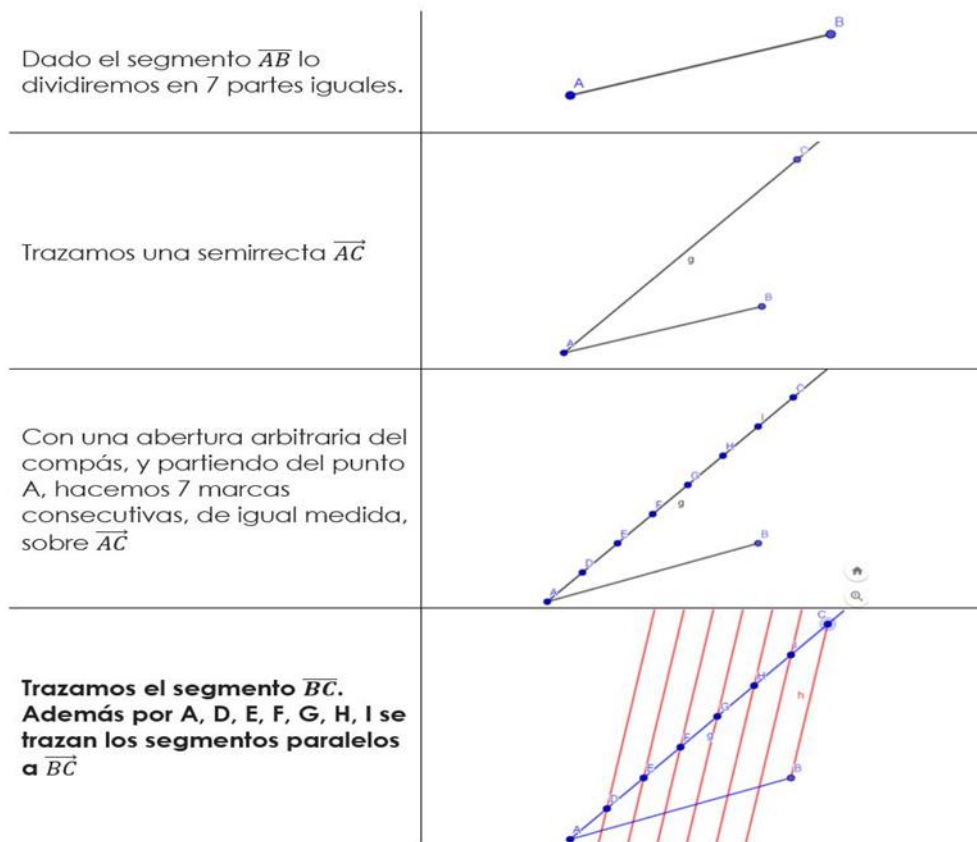 Dado el segmento AB lo
dividiremos en 7 partes iguales.
A
B
Trazamos una semirrecta AC
C
g
B
A
Con una abertura arbitraria del
compás, y partiendo del punto
A, hacemos 7 marcas
consecutivas, de igual medida,
sobre AC
C
I
H
G
g
F
E
B
D
A
Trazamos el segmento BC.
Además por A, D, E, F, G, H, I se
trazan los segmentos paralelos
a BC
C
I
H
h
G
g
F
E
B
D
A